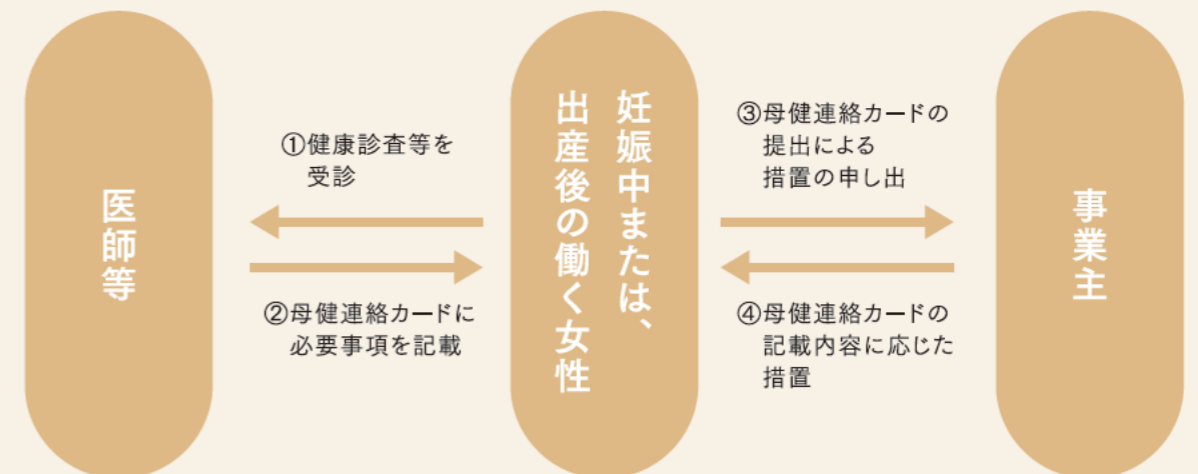 医師等
①健康診査等を
受診
②母健連絡カードに
必要事項を記載
妊娠中または、
出産後の働く女性
③母健連絡カードの
提出による
措置の申し出
④母健連絡カードの
記載内容に応じた
措置
事業主